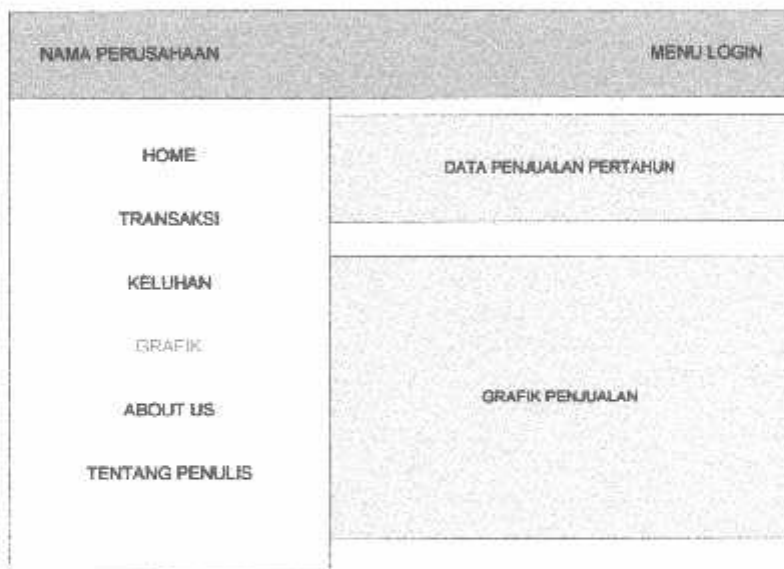 NAMA PERUSAHAAN
MENU LOGIN
HOME
TRANSAKSI
KELUHAN
GRAFIK
ABOUT US
TENTANG PENULIS
DATA PENJUALAN PERTAHUN
GRAFIK PENJUALAN